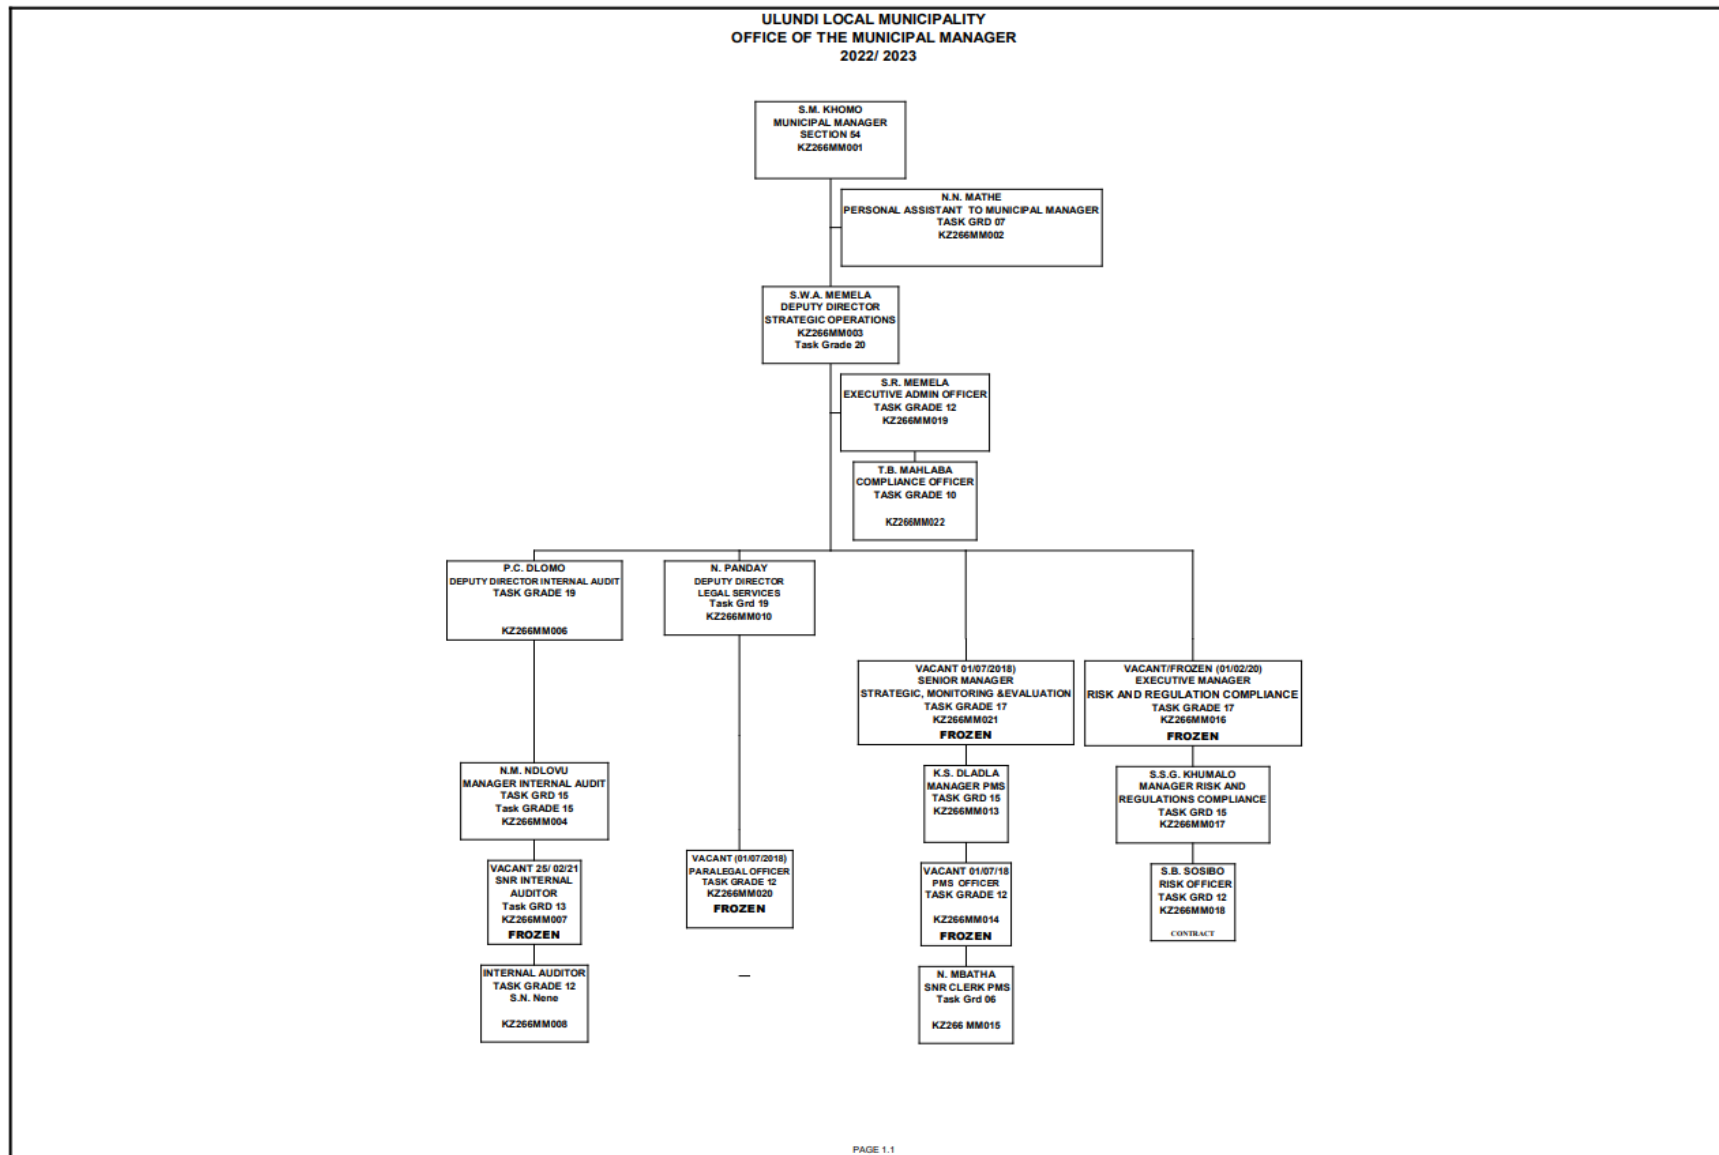 ULUNDI LOCAL MUNICIPALITY
OFFICE OF THE MUNICIPAL MANAGER
2022/ 2023
S.M. KHOMO
MUNICIPAL MANAGER
SECTION 54
KZ266MM001
N.N. MATHE
PERSONAL ASSISTANT TO MUNICIPAL MANAGER
TASK GRD 07
KZ266MM002
S.W.A. MEMELA
DEPUTY DIRECTOR
STRATEGIC OPERATIONS
KZ266MM003
Task Grade 20
S.R. MEMELA
EXECUTIVE ADMIN OFFICER
TASK GRADE 12
KZ266MM019
T.B. MAHLABA
COMPLIANCE OFFICER
TASK GRADE 10
KZ266MM022
P.C. DLOMO
DEPUTY DIRECTOR INTERNAL AUDIT
TASK GRADE 19
KZ266MM006
N. PANDAY
DEPUTY DIRECTOR
LEGAL SERVICES
Task Grd 19
KZ266MM010
VACANT 01/07/2018)
SENIOR MANAGER
STRATEGIC, MONITORING &EVALUATION
TASK GRADE 17
KZ266MM021
FROZEN
VACANT/FROZEN (01/02/20)
EXECUTIVE MANAGER
RISK AND REGULATION COMPLIANCE
TASK GRADE 17
KZ266MM016
FROZEN
N.M. NDLOVU
MANAGER INTERNAL AUDIT
TASK GRD 15
Task GRADE 15
KZ266MM004
K.S. DLADLA
MANAGER PMS
TASK GRD 15
KZ266MM013
S.S.G. KHUMALO
MANAGER RISK AND
REGULATIONS COMPLIANCE
TASK GRD 15
KZ266MM017
VACANT 25/ 02/21
SNR INTERNAL
AUDITOR
Task GRD 13
KZ266MM007
FROZEN
VACANT (01/07/2018)
PARALEGAL OFFICER
TASK GRADE 12
KZ266MM020
FROZEN
VACANT 01/07/18
PMS OFFICER
TASK GRADE 12
KZ266MM014
FROZEN
S.B. SOSIBO
RISK OFFICER
TASK GRD 12
KZ266MM018
CONTRACT
INTERNAL AUDITOR
TASK GRADE 12
S.N. Nene
KZ266MM008
N. MBATHA
SNR CLERK PMS
Task Grd 06
KZ266 MM015
PAGE 1.1